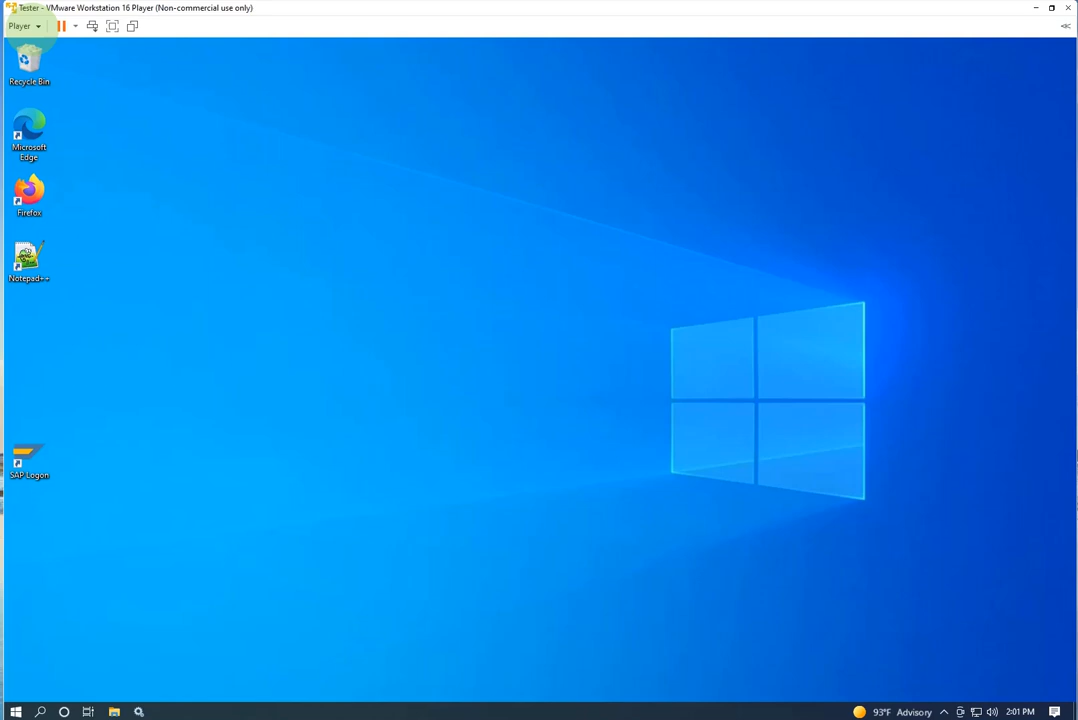 Tester - VMware Workstation 16 Player (Non-commercial use only)
Player
Recycle Bin
Microsoft
Edge
Firefox
Notepad++
SAP Logon
93°F Advisory
2:01 PM